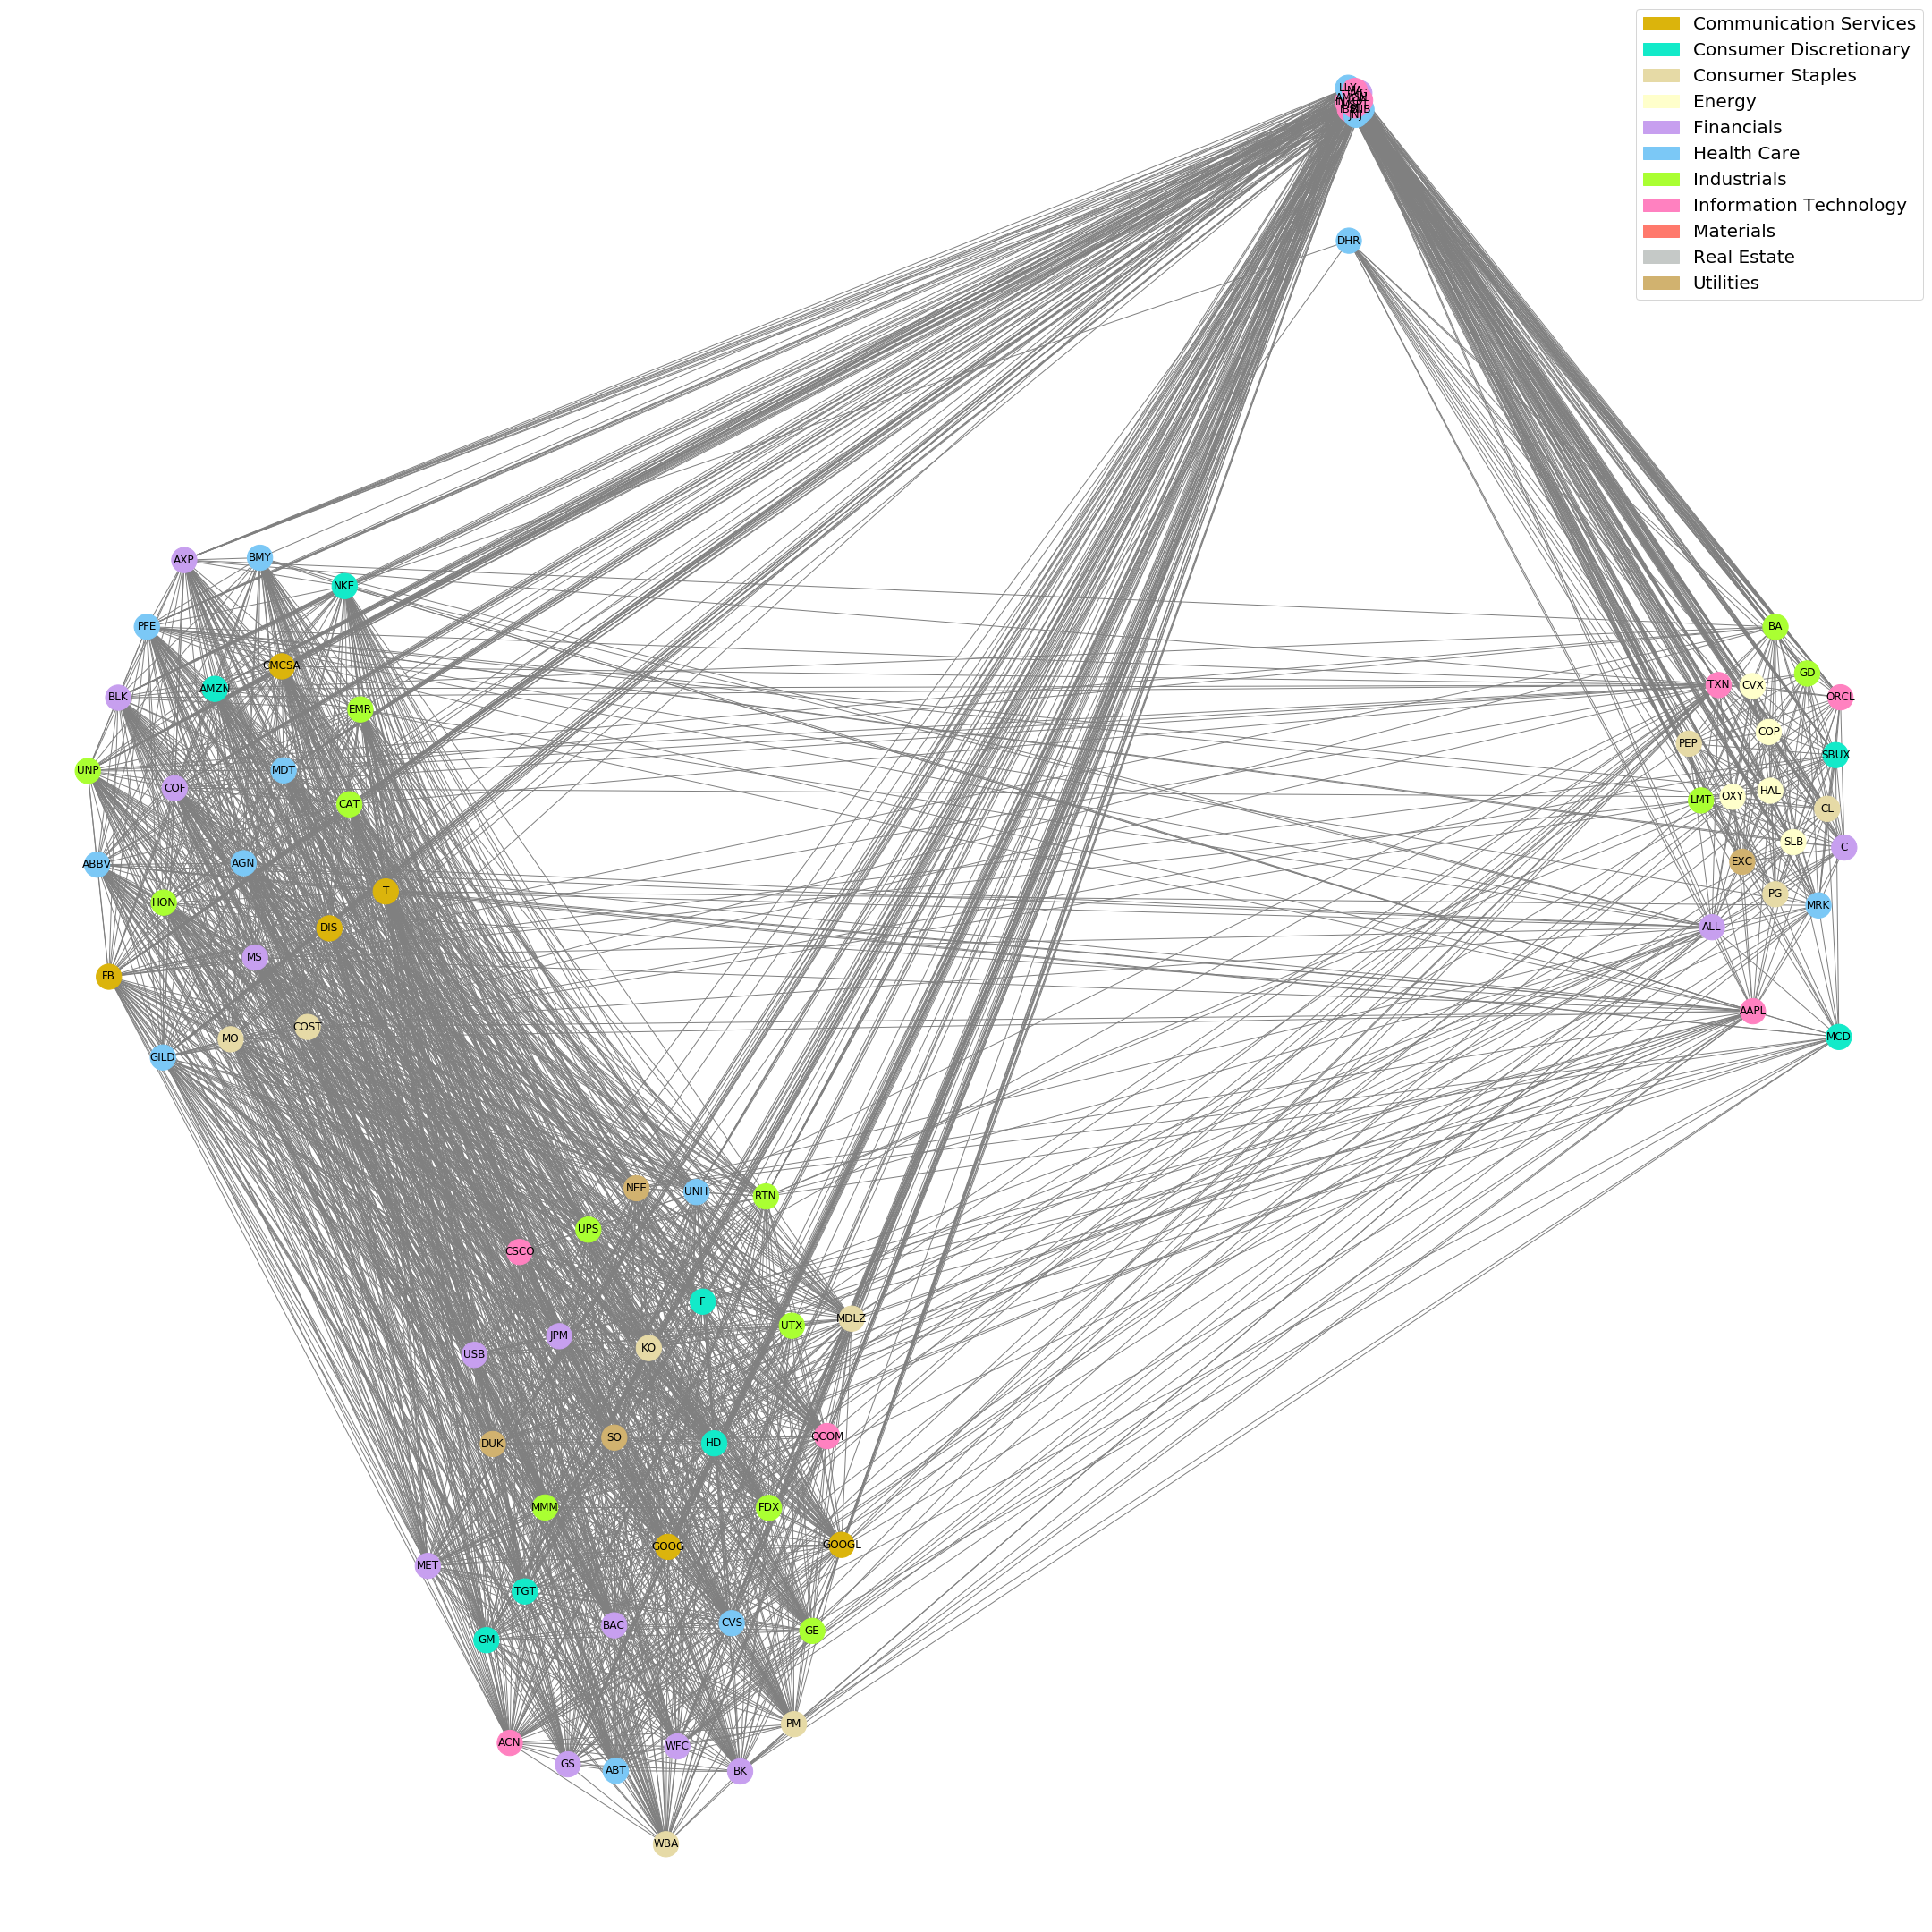 Communication Services
Consumer Discretionary
Consumer Staples
Energy
Financials
Health Care
Industrials
Information Technology
Materials
Real Estate
Utilities
LLY
JNJ
DHR
AXP
BMY
NKE
PFE
CMCSA
AMZN
BLK
EMR
UNP
COF
MDT
CAT
ABBV
AGN
T
HON
DIS
MS
FB
COST
MO
GILD
BA
GD
TXN
CVX
ORCL
COP
PEP
SBUX
HAL
OXY
LMT
CL
SLB
C
EXC
PG
MRK
ALL
AAPL
MCD
NEE
UNH
RTN
UPS
CSCO
F
MDLZ
UTX
JPM
KO
USB
QCOM
SO
HD
DUK
MMM
FDX
GOOG
GOOGL
MET
TGT
BAC
CVS
GE
GM
PM
ACN
WFC
GS
ABT
BK
WBA